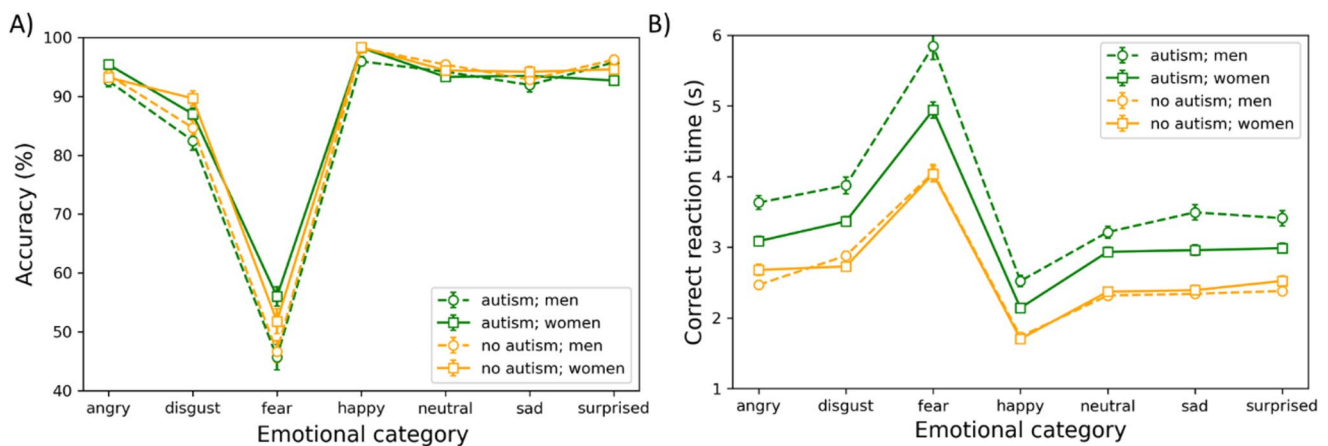 A)
Accuracy (%)
100
90
80
70
60
50
40
autism; men
autism; women
no autism; men
no autism; women
angry disgust fear happy neutral sad surprised
Emotional category
B)
Correct reaction time (s)
6
5
4
3
2
1
autism; men
autism; women
no autism; men
no autism; women
angry disgust fear happy neutral sad surprised
Emotional category